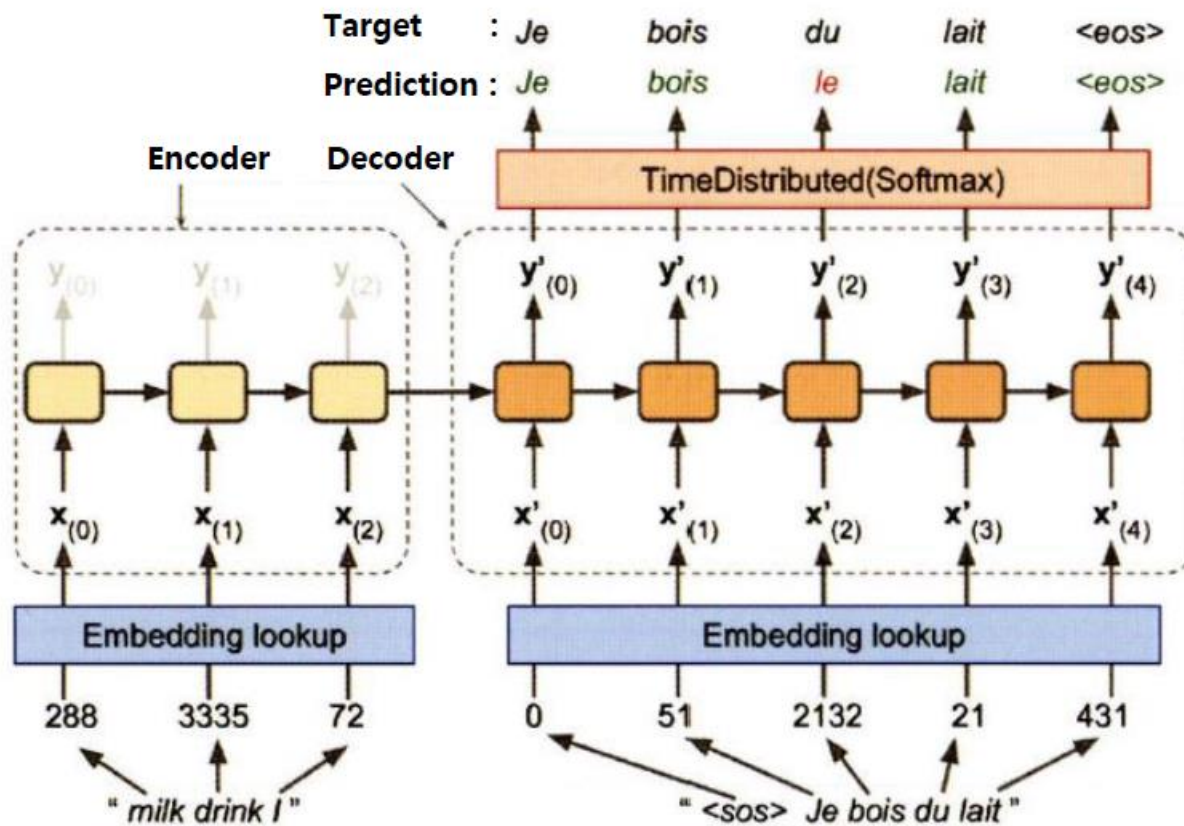 Target : Je bois du lait <eos>
Prediction : Je bois le lait <eos>
Encoder Decoder
TimeDistributed(Softmax)
y(0) y(1) y(2) y'(0) y'(1) y'(2) y'(3) y'(4)
x(0) x(1) x(2) x'(0) x'(1) x'(2) x'(3) x'(4)
Embedding lookup Embedding lookup
288 3335 72 0 51 2132 21 431
" milk drink I " " <sos> Je bois du lait "